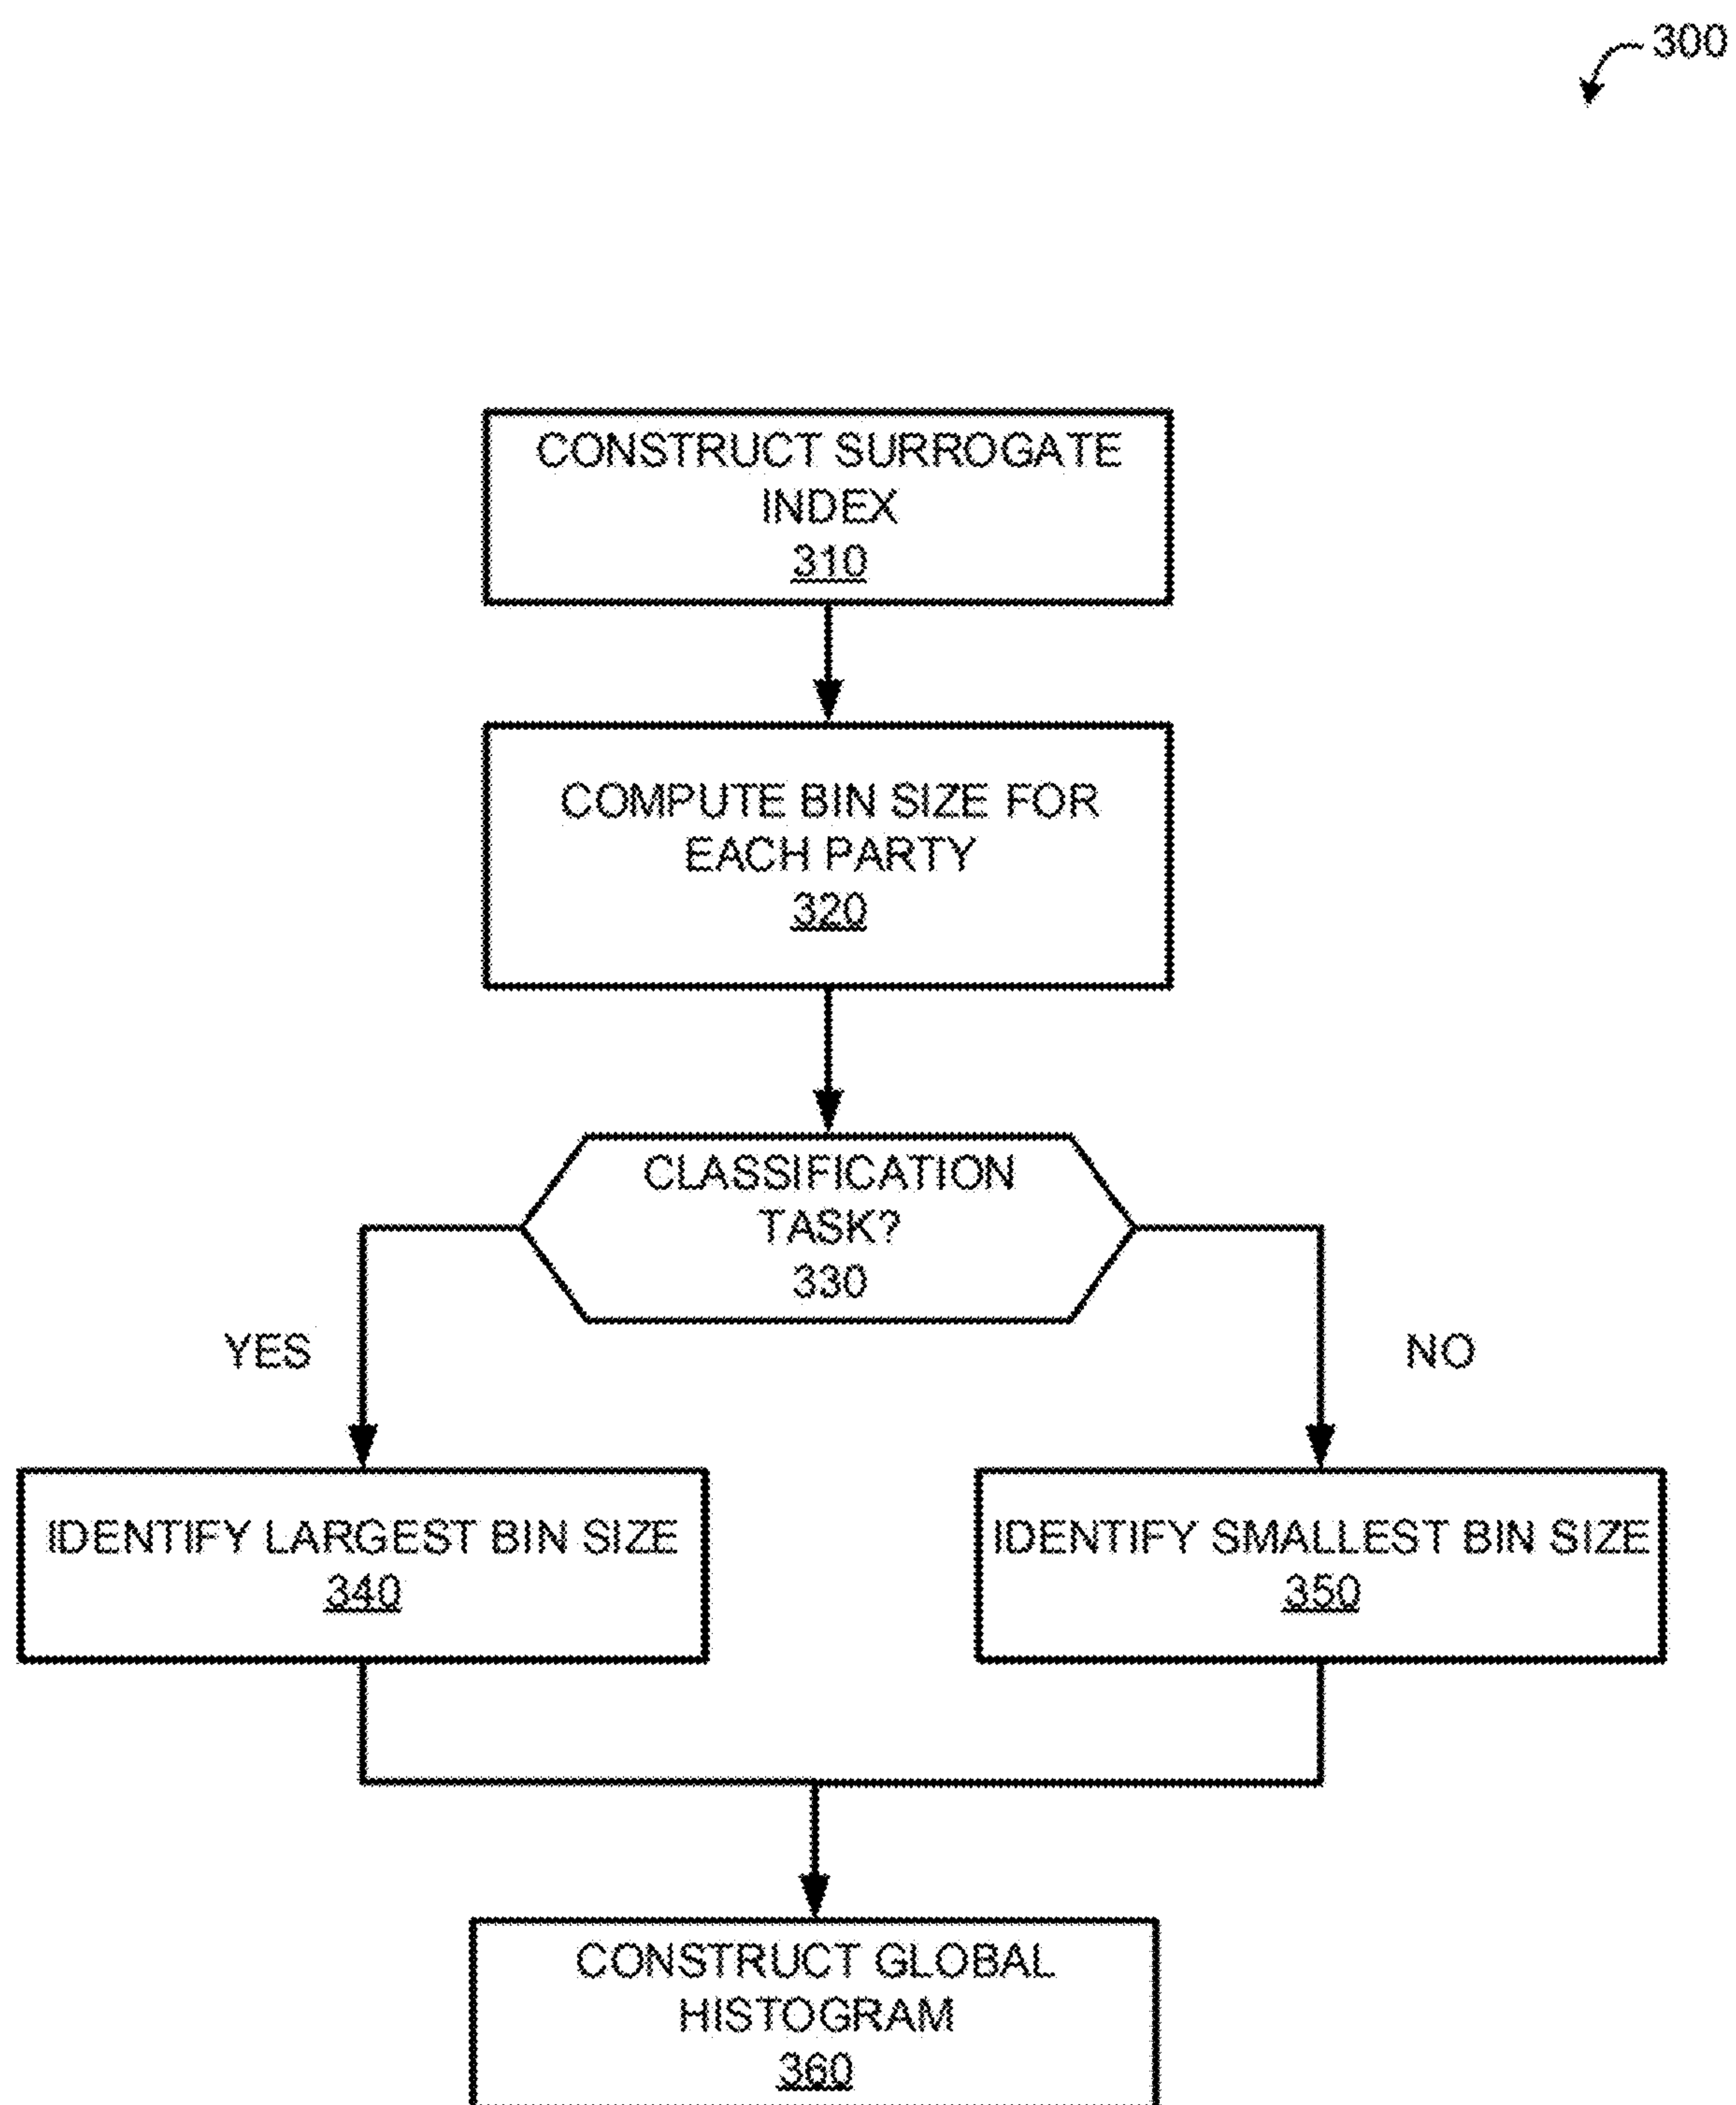 300
CONSTRUCT SURROGATE
INDEX
310
COMPUTE BIN SIZE FOR
EACH PARTY
320
CLASSIFICATION
TASK?
330
YES
NO
IDENTIFY LARGEST BIN SIZE
340
IDENTIFY SMALLEST BIN SIZE
350
CONSTRUCT GLOBAL
HISTOGRAM
360